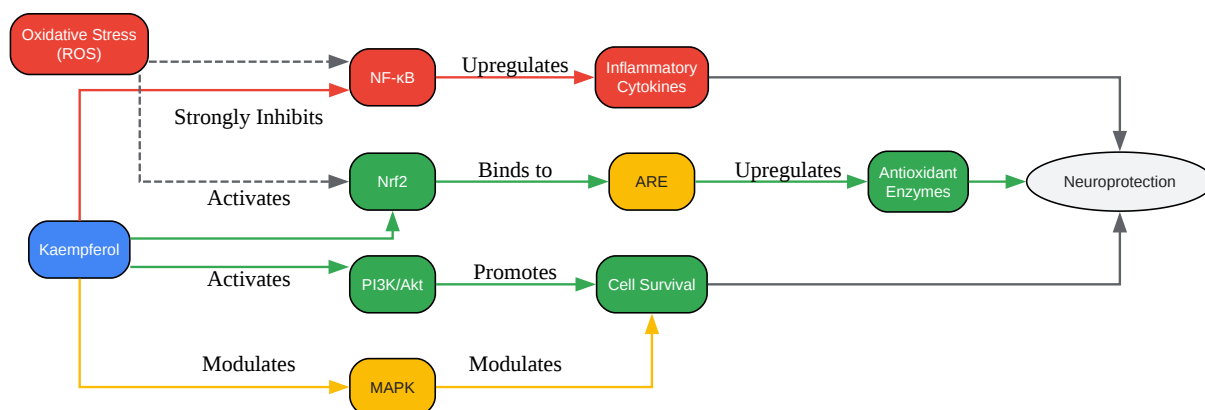 Oxidative Stress
(ROS)
NF-κB
Upregulates
Inflammatory
Cytokines
Strongly Inhibits
Nrf2
Binds to
ARE
Upregulates
Antioxidant
Enzymes
Neuroprotection
Activates
Kaempferol
Activates
PI3K/Akt
Promotes
Cell Survival
Modulates
MAPK
Modulates